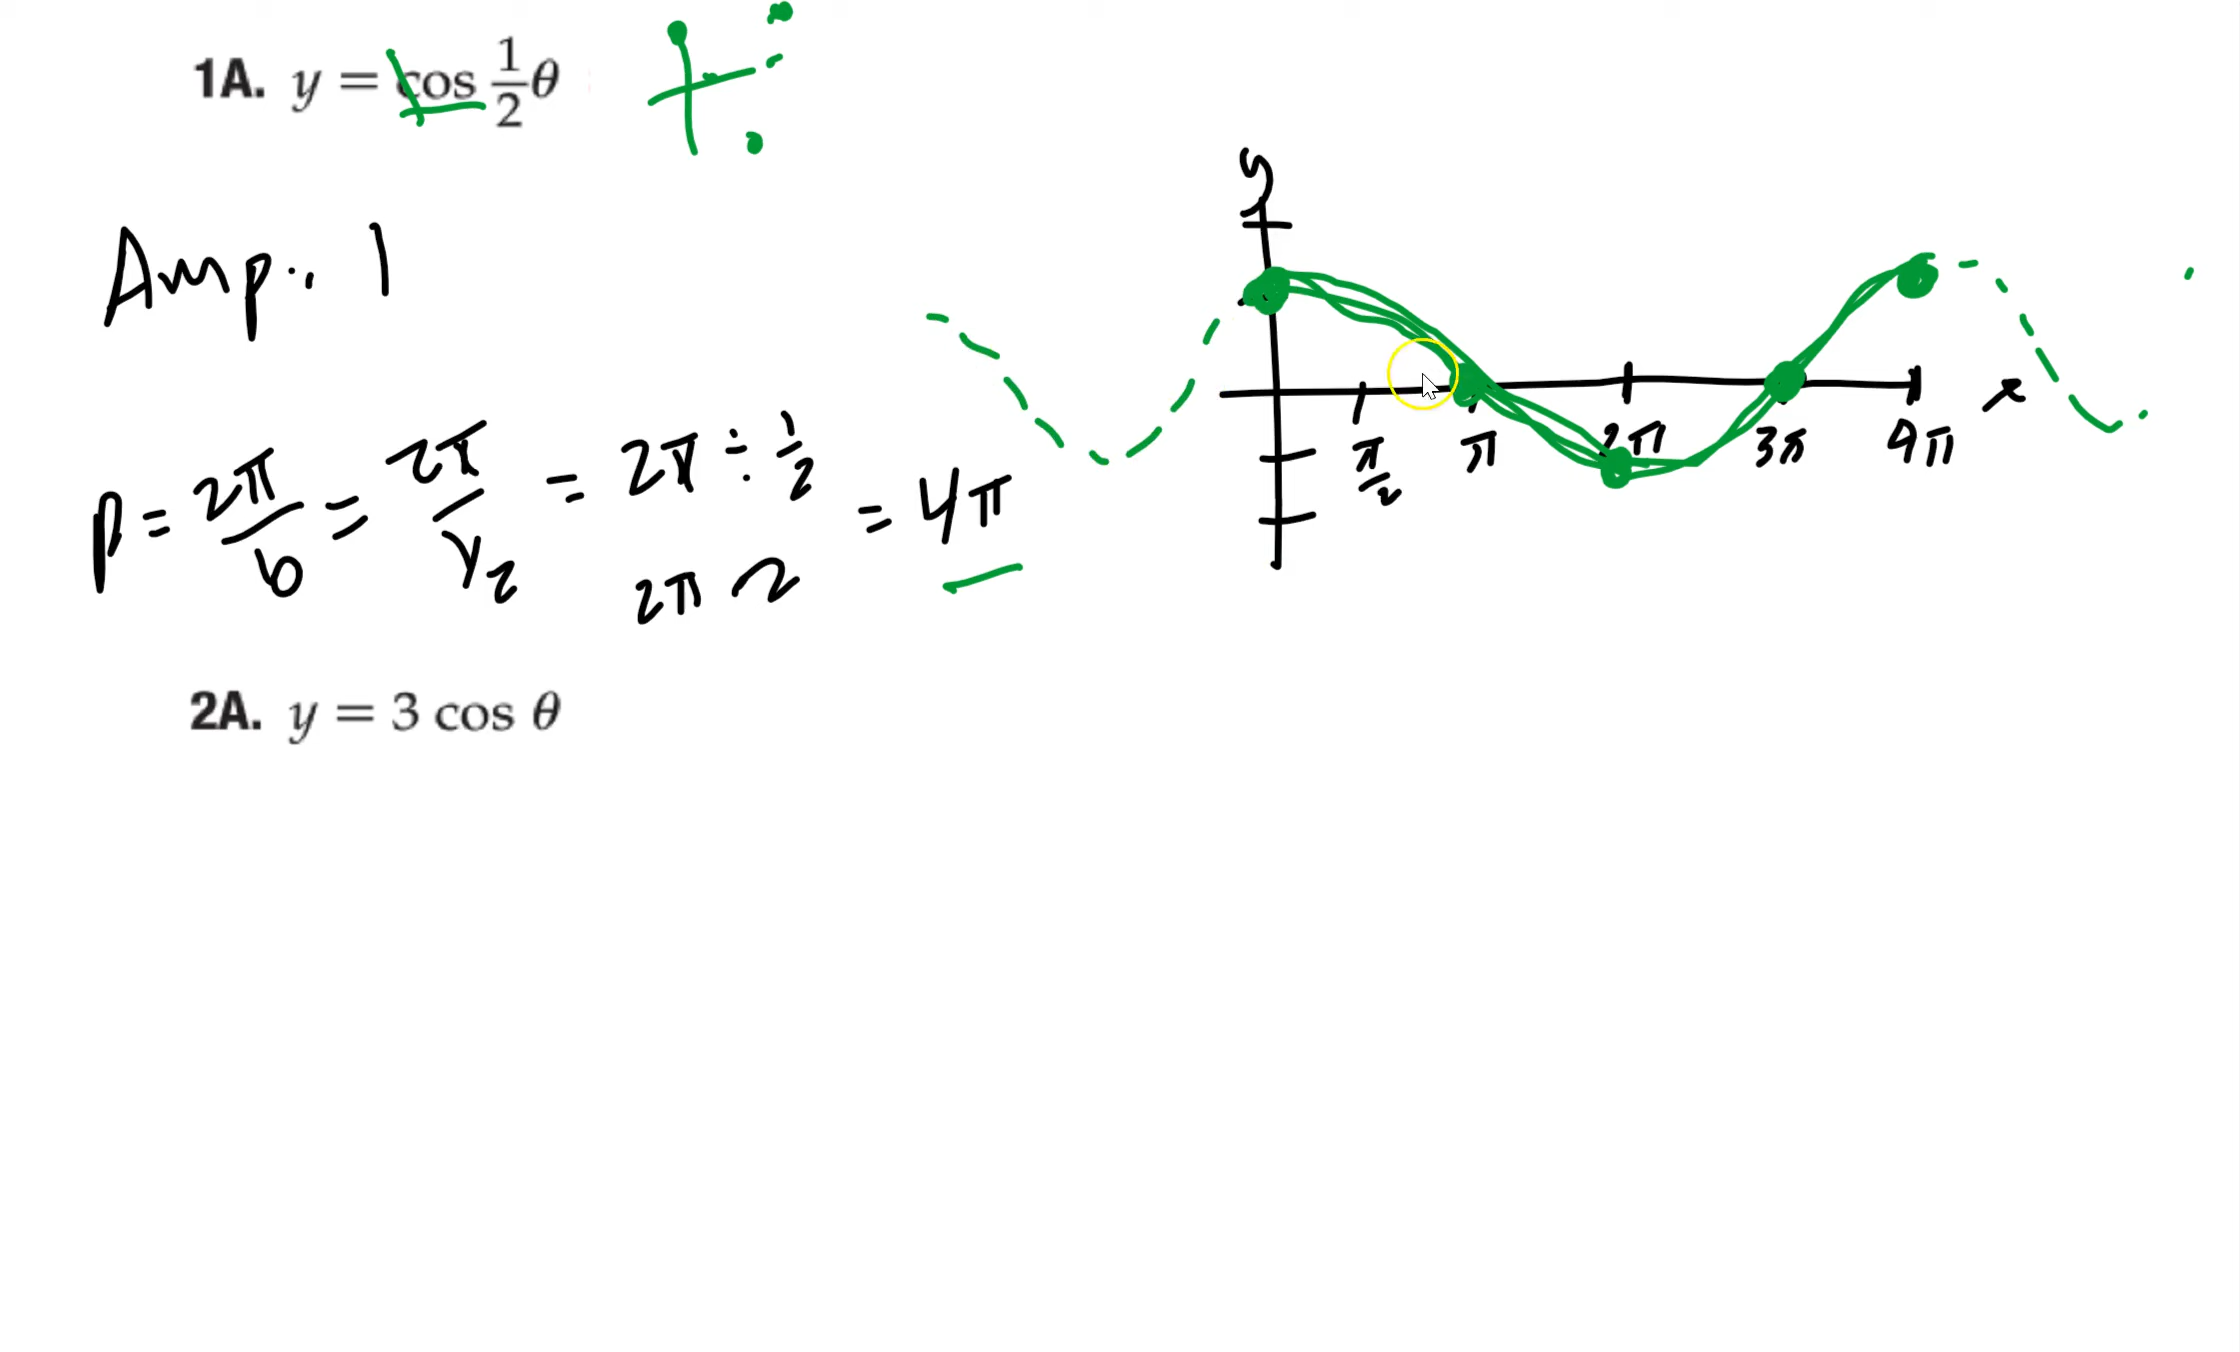 1A. y = cos 1/2 θ
y
Amp: 1
x
π/2 π 2π 3π 4π
P = 2π/b = 2π/1/2 = 2π ÷ 1/2 = 4π
2π 2
2A. y = 3 cos θ